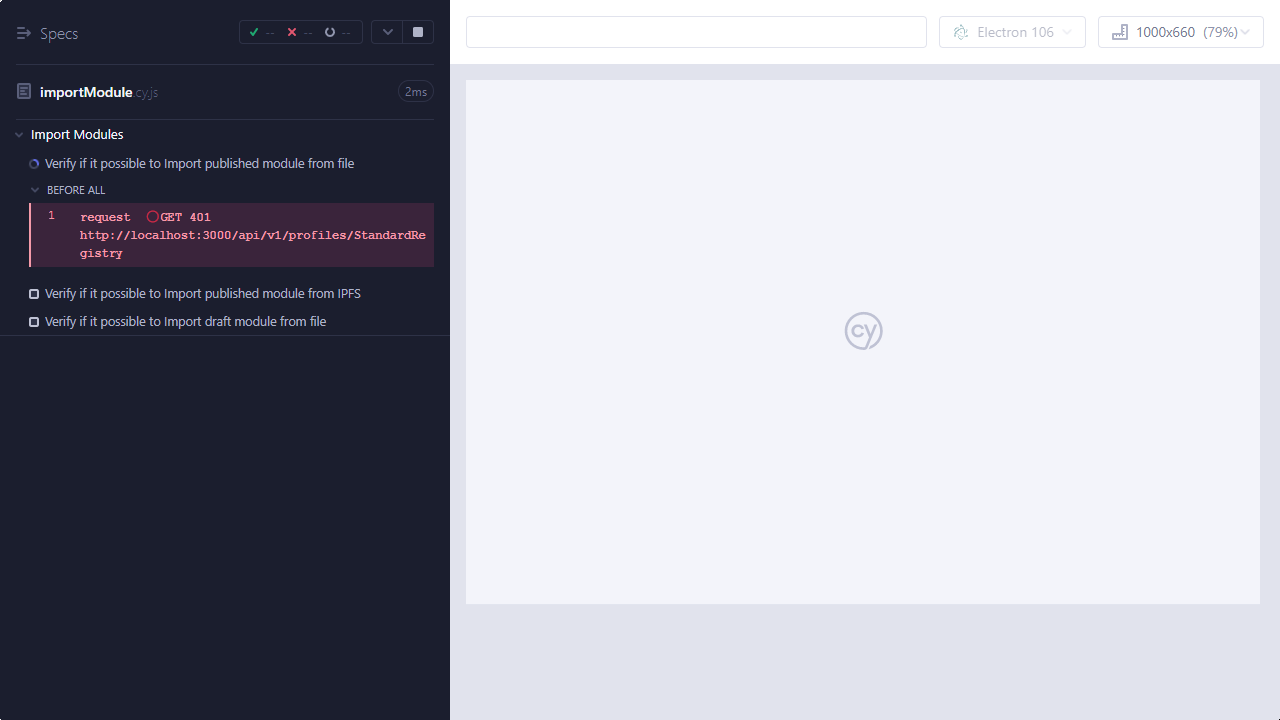 Specs
-- -- --
importModule.cy.js
2ms
Import Modules
Verify if it possible to Import published module from file
BEFORE ALL
1 request GET 401
http://localhost:3000/api/v1/profiles/StandardRe
gistry
Verify if it possible to Import published module from IPFS
Verify if it possible to Import draft module from file
Electron 106
1000x660 (79%)
cy